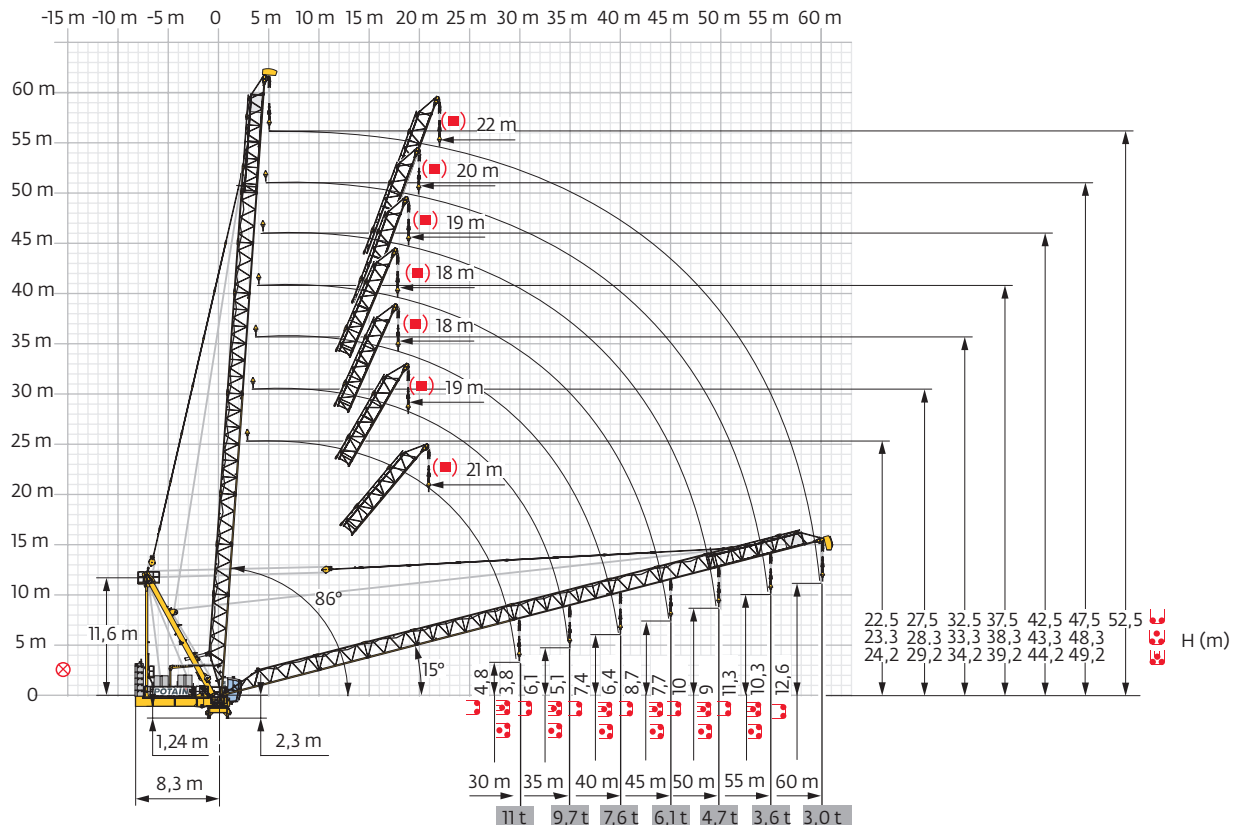 -15 m -10 m -5 m 0 5 m 10 m 15 m 20 m 25 m 30 m 35 m 40 m 45 m 50 m 55 m 60 m
60 m
22 m
55 m
20 m
50 m
19 m
45 m
18 m
40 m
18 m
35 m
19 m
30 m
25 m
21 m
20 m
15 m
10 m
86°
11,6 m
22,5 27,5 32,5 37,5 42,5 47,5 52,5
23,3 28,3 33,3 38,3 43,3 48,3
24,2 29,2 34,2 39,2 44,2 49,2
H (m)
5 m
15°
0
POTAIN
4,8 3,8 6,1 5,1 7,4 6,4 8,7 7,7 10 9 11,3 10,3 12,6
1,24 m
2,3 m
8,3 m
30 m 35 m 40 m 45 m 50 m 55 m 60 m
11 t 9,7 t 7,6 t 6,1 t 4,7 t 3,6 t 3,0 t